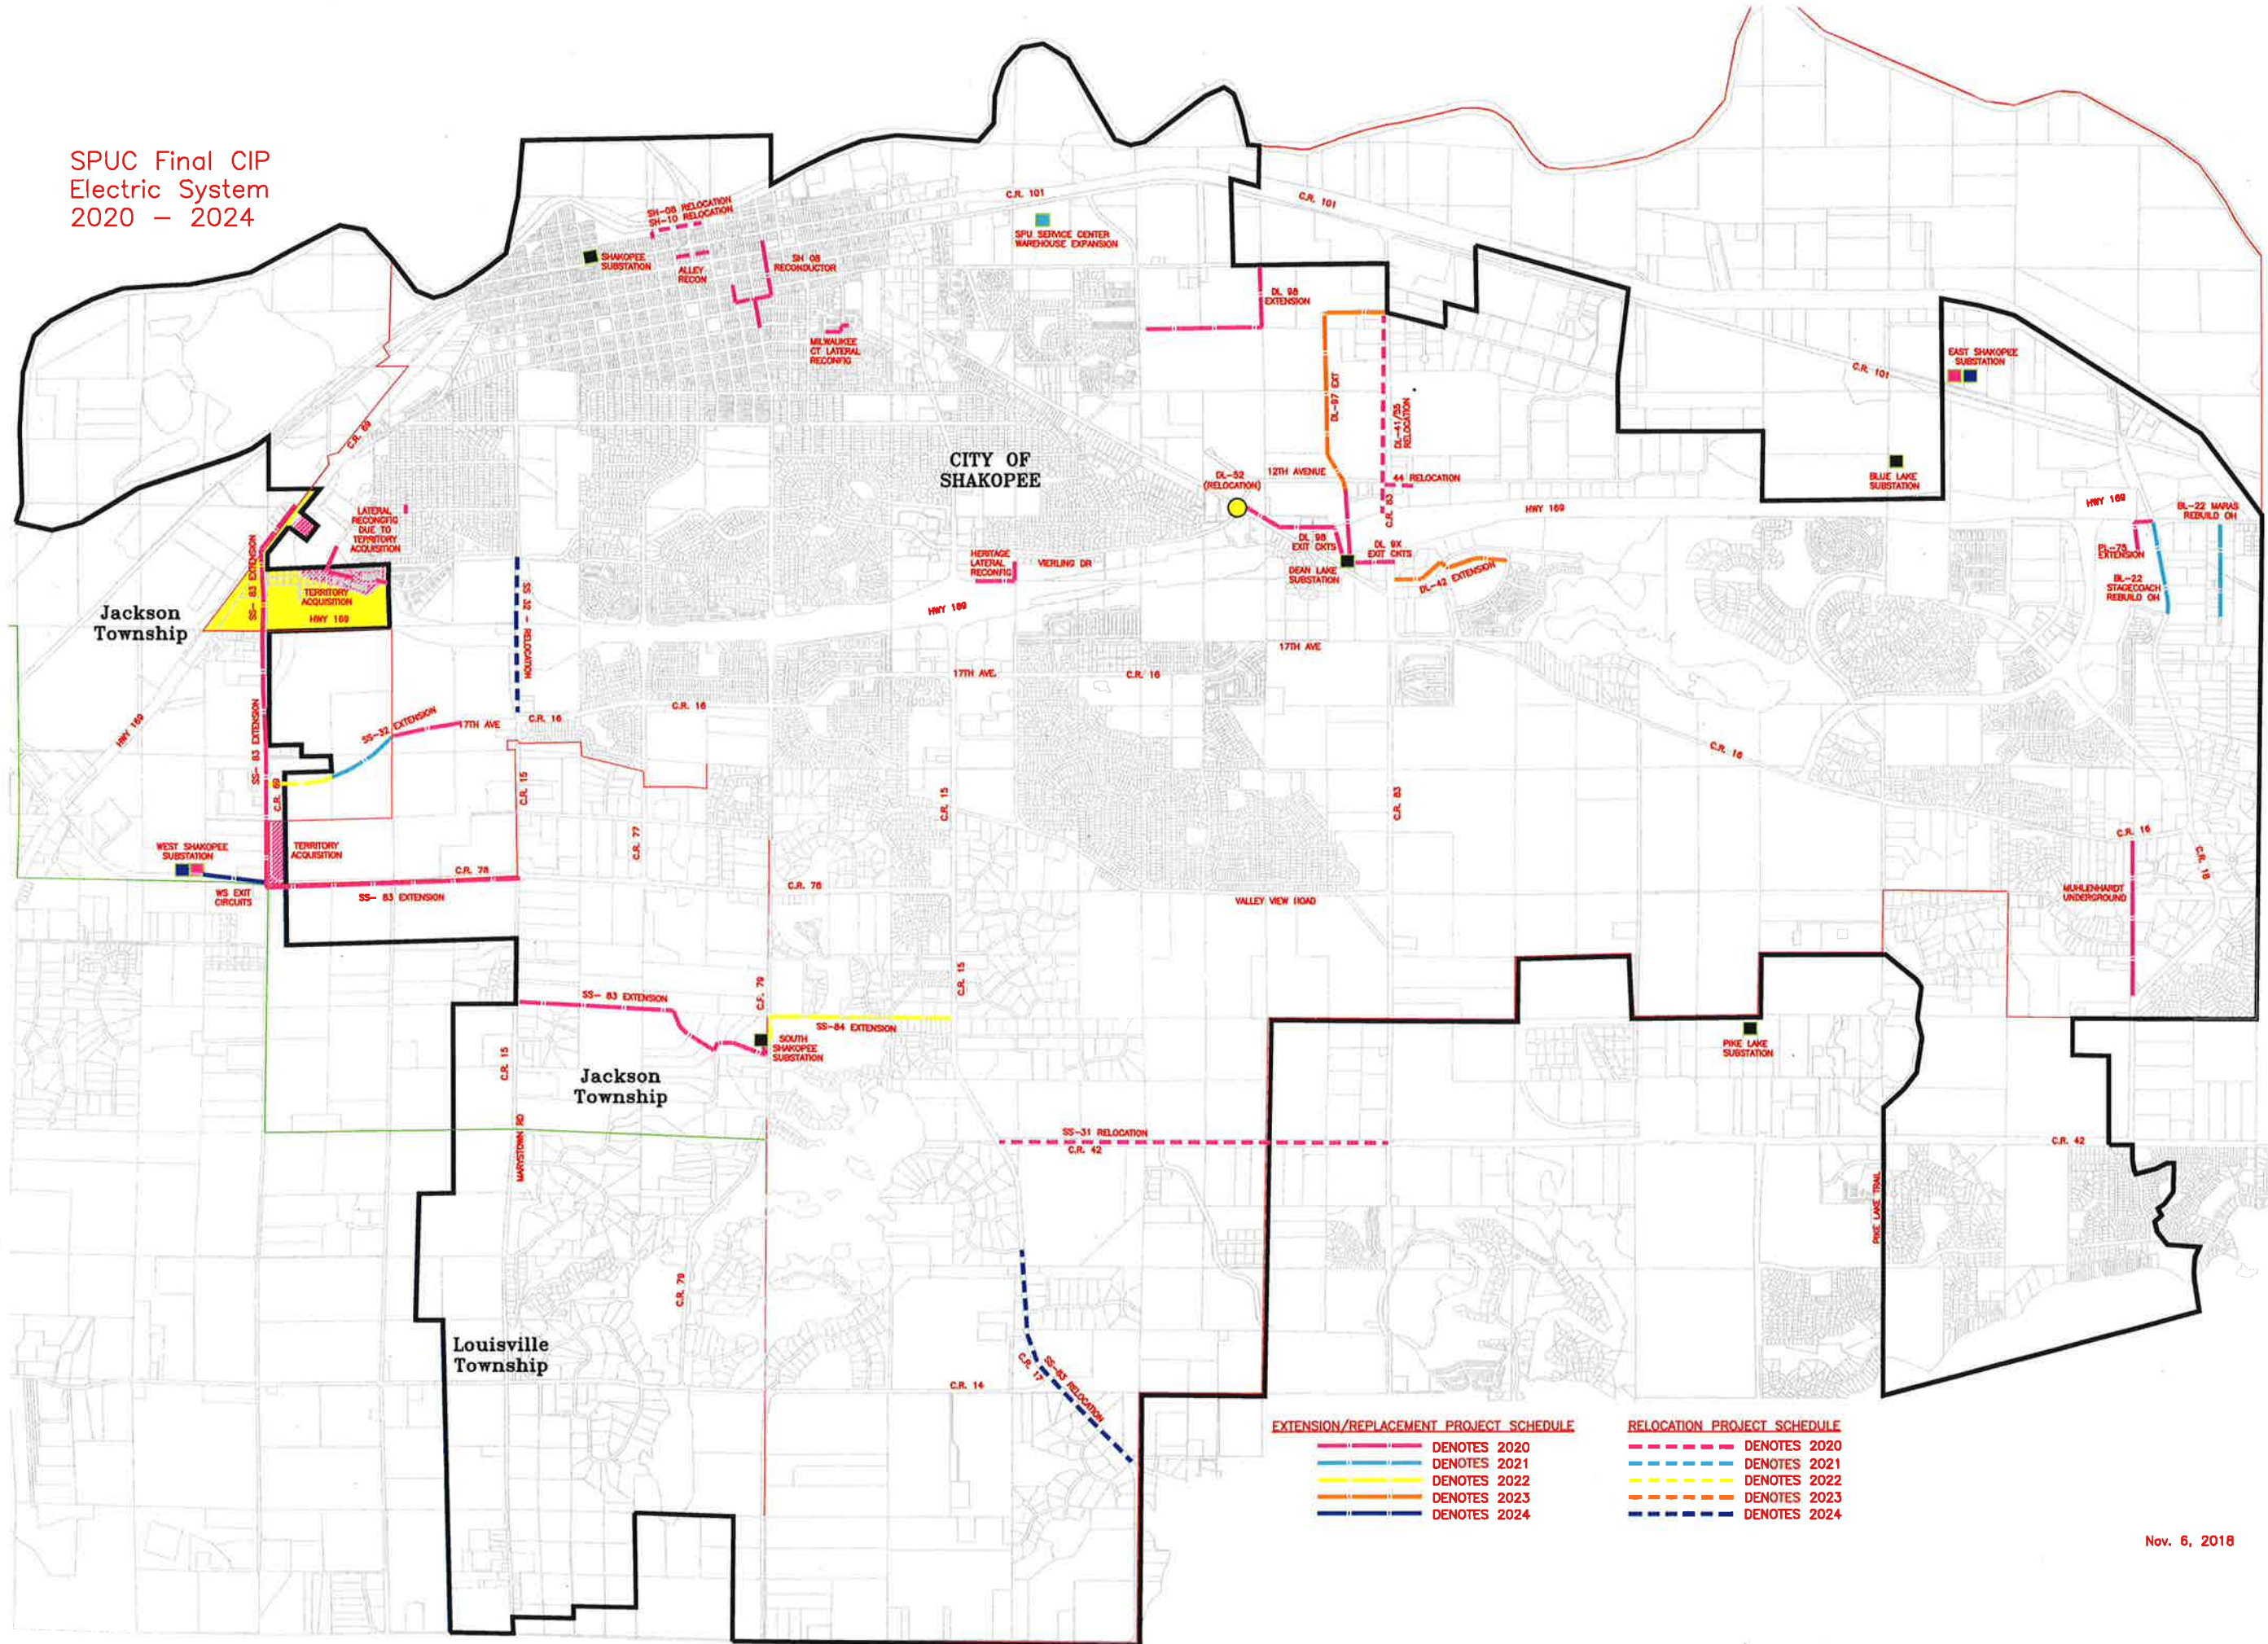 SPUC Final CIP
Electric System
2020 - 2024
SH-08 RELOCATION
SH-10 RELOCATION
SHAKOPEE
SUBSTATION
ALLEY
RECON
SH 08
RECONDUCTOR
MILWAUKEE
CT LATERAL
RECONFIG
C.R. 101
SPU SERVICE CENTER
WAREHOUSE EXPANSION
C.R. 101
DL 98
EXTENSION
DL-97 EXT
DL-41/55
RELOCATION
C.R. 101
EAST SHAKOPEE
SUBSTATION
BLUE LAKE
SUBSTATION
C.R. 69
CITY OF
SHAKOPEE
DL-52
(RELOCATION)
12TH AVENUE
44 RELOCATION
C.R. 83
HWY 169
HWY 169
BL-22 MARAS
REBUILD OH
BL-22
STAGECOACH
REBUILD OH
LATERAL
RECONGFIG
DUE TO
TERRITORY
ACQUISITION
SS- 83 EXTENSION
TERRITORY
ACQUISITION
HWY 169
Jackson
Township
SS 32 - RELOCATION
HERITAGE
LATERAL
RECONFIG
VIERLING DR
HWY 169
DL 98
EXIT CKTS
DL 9X
EXIT CKTS
DEAN LAKE
SUBSTATION
DL-42 EXTENSION
17TH AVE
17TH AVE.
C.R. 16
C.R. 16
C.R. 16
C.R. 16
HWY 169
SS- 83 EXTENSION
SS-32 EXTENSION
17TH AVE
C.R. 69
C.R. 15
C.R. 77
C.R. 15
C.R. 83
C.R. 16
C.R. 16
WEST SHAKOPEE
SUBSTATION
WS EXIT
CIRCUITS
TERRITORY
ACQUISITION
C.R. 78
SS- 83 EXTENSION
C.R. 78
VALLEY VIEW ROAD
MUHLENHARDT
UNDERGROUND
SS- 83 EXTENSION
C.R. 79
C.R. 15
SS-84 EXTENSION
SOUTH
SHAKOPEE
SUBSTATION
PIKE LAKE
SUBSTATION
C.R. 15
Jackson
Township
MARYSTOWN RD
SS-31 RELOCATION
C.R. 42
C.R. 42
PIKE LAKE TRAIL
C.R. 79
Louisville
Township
C.R. 14
C.R. 17
SS-83 RELOCATION
EXTENSION/REPLACEMENT PROJECT SCHEDULE
DENOTES 2020
DENOTES 2021
DENOTES 2022
DENOTES 2023
DENOTES 2024
RELOCATION PROJECT SCHEDULE
DENOTES 2020
DENOTES 2021
DENOTES 2022
DENOTES 2023
DENOTES 2024
Nov. 6, 2018